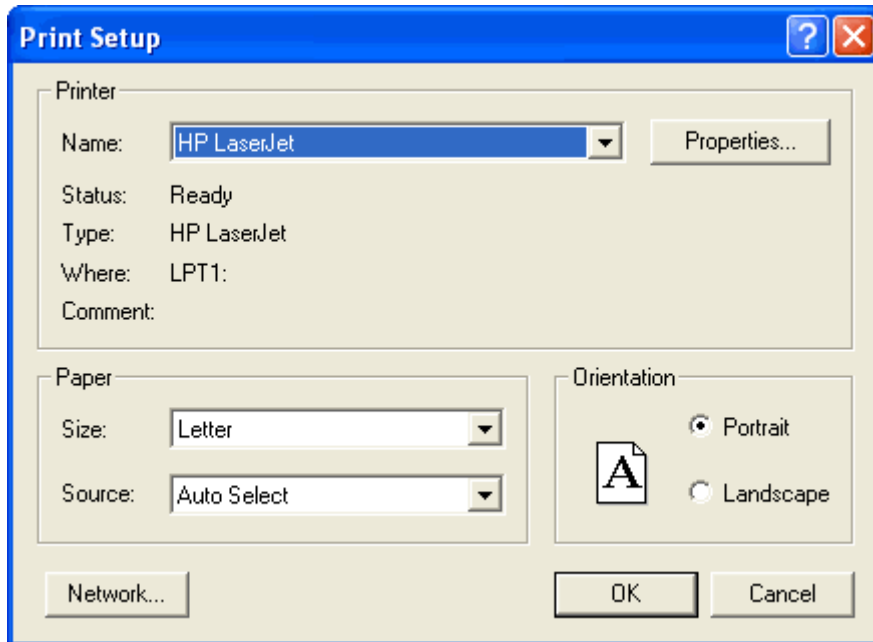 Print Setup
Printer
Name: HP LaserJet Properties...
Status: Ready
Type: HP LaserJet
Where: LPT1:
Comment:
Paper
Size: Letter
Source: Auto Select
Orientation
A
Portrait
Landscape
Network... OK Cancel